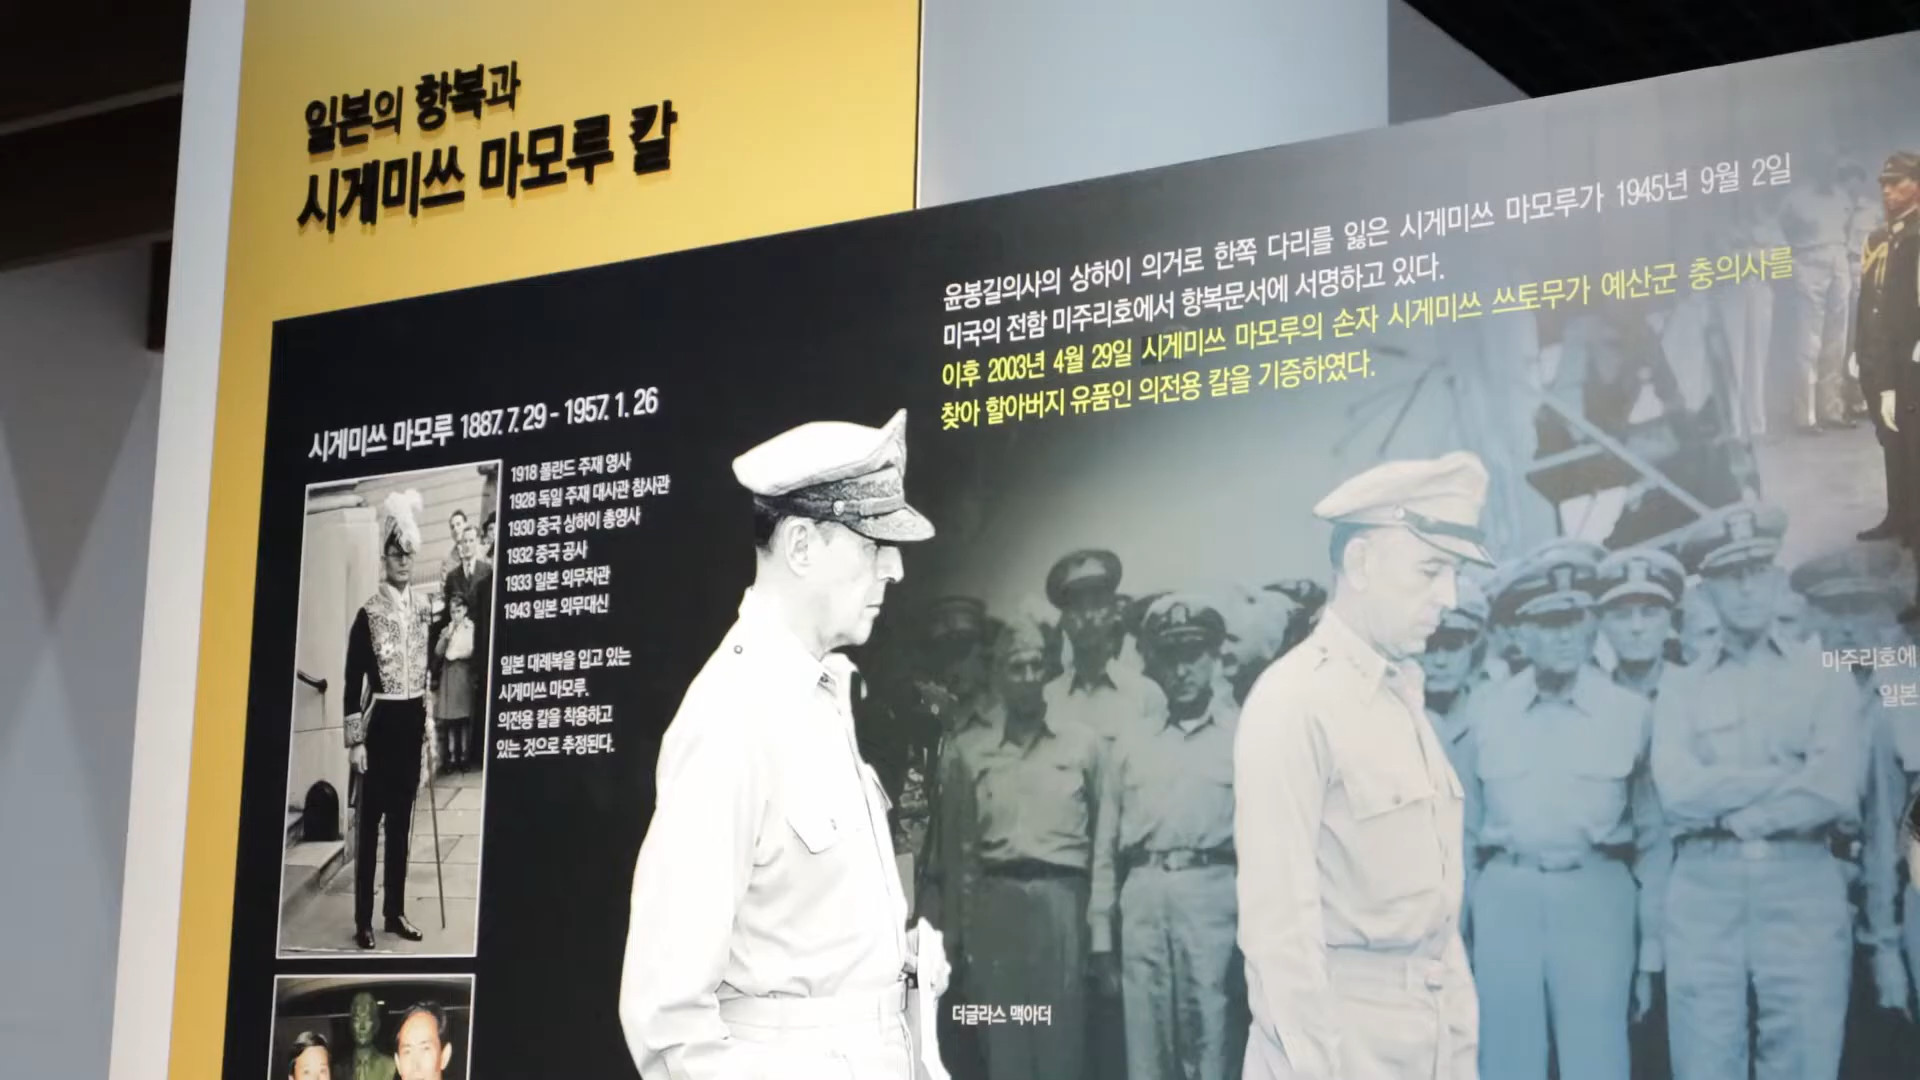 일본의 항복과
시게미쓰 마모루 칼
윤봉길의사의 상하이 의거로 한쪽 다리를 잃은 시게미쓰 마모루가 1945년 9월 2일
미국의 전함 미주리호에서 항복문서에 서명하고 있다.
이후 2003년 4월 29일 시게미쓰 마모루의 손자 시게미쓰 쓰토무가 예산군 충의사를
찾아 할아버지 유품인 의전용 칼을 기증하였다.
시게미쓰 마모루 1887. 7. 29 - 1957. 1. 26
1918 폴란드 주재 영사
1928 독일 주재 대사관 참사관
1930 중국 상하이 총영사
1932 중국 공사
1933 일본 외무차관
1943 일본 외무대신
일본 대례복을 입고 있는
시게미쓰 마모루.
의전용 칼을 착용하고
있는 것으로 추정된다.
더글라스 맥아더
미주리호에
일본